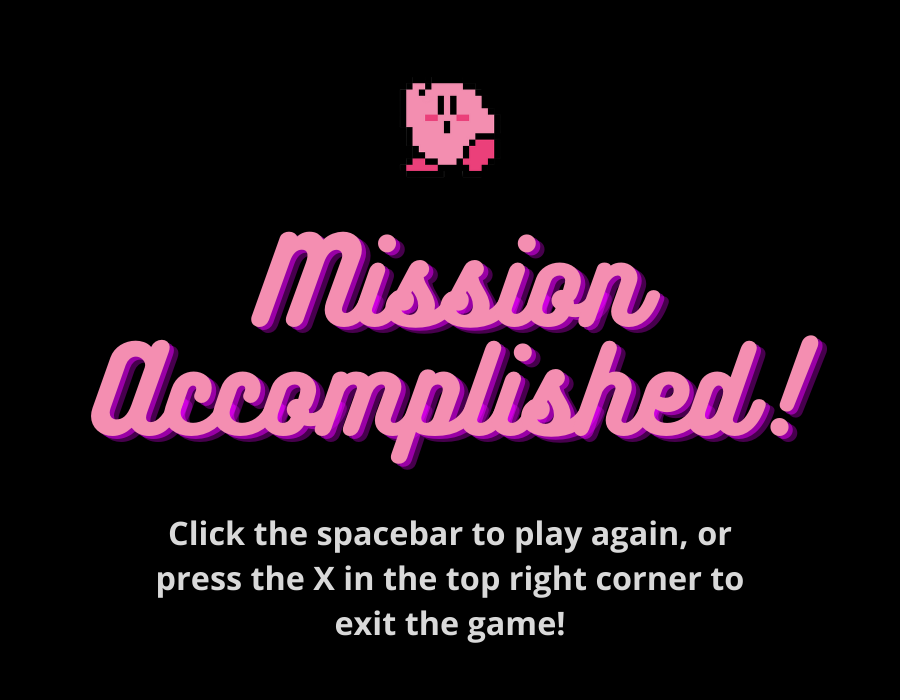 Mission
Accomplished!
Click the spacebar to play again, or
press the X in the top right corner to
exit the game!